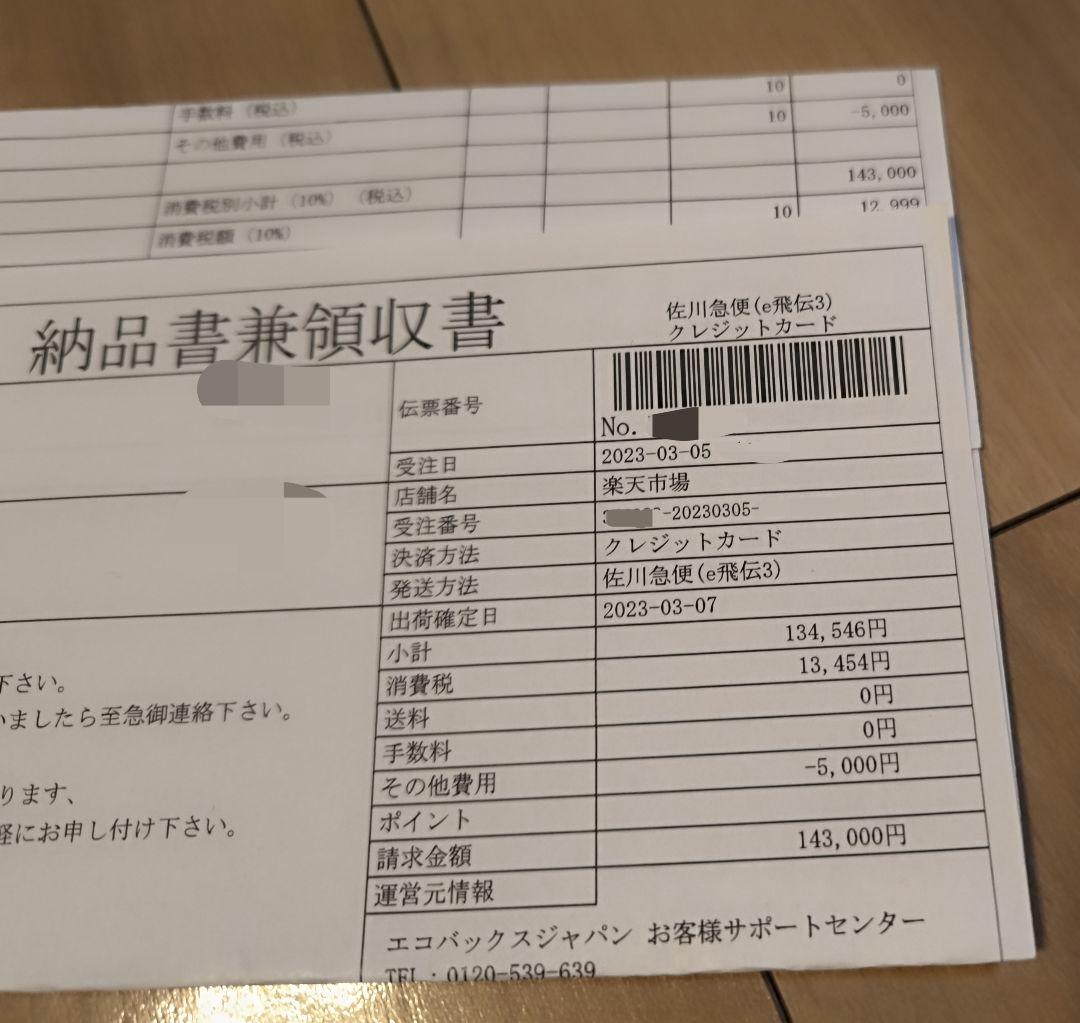 10 0
手数料（税込） 10 -5,000
その他費用（税込）
143,000
消費税別小計（10%）（税込） 10 12,999
消費税額（10%）
納品書兼領収書
佐川急便(e飛伝3)
クレジットカード
伝票番号
No.
受注日 2023-03-05
店舗名 楽天市場
受注番号 -20230305-
決済方法 クレジットカード
発送方法 佐川急便(e飛伝3)
出荷確定日 2023-03-07
小計 134,546円
消費税 13,454円
送料 0円
手数料 0円
その他費用 -5,000円
ポイント
請求金額 143,000円
運営元情報
エコバックスジャパン お客様サポートセンター
TEL：0120-539-639
下さい。
いましたら至急御連絡下さい。
ります、
軽にお申し付け下さい。